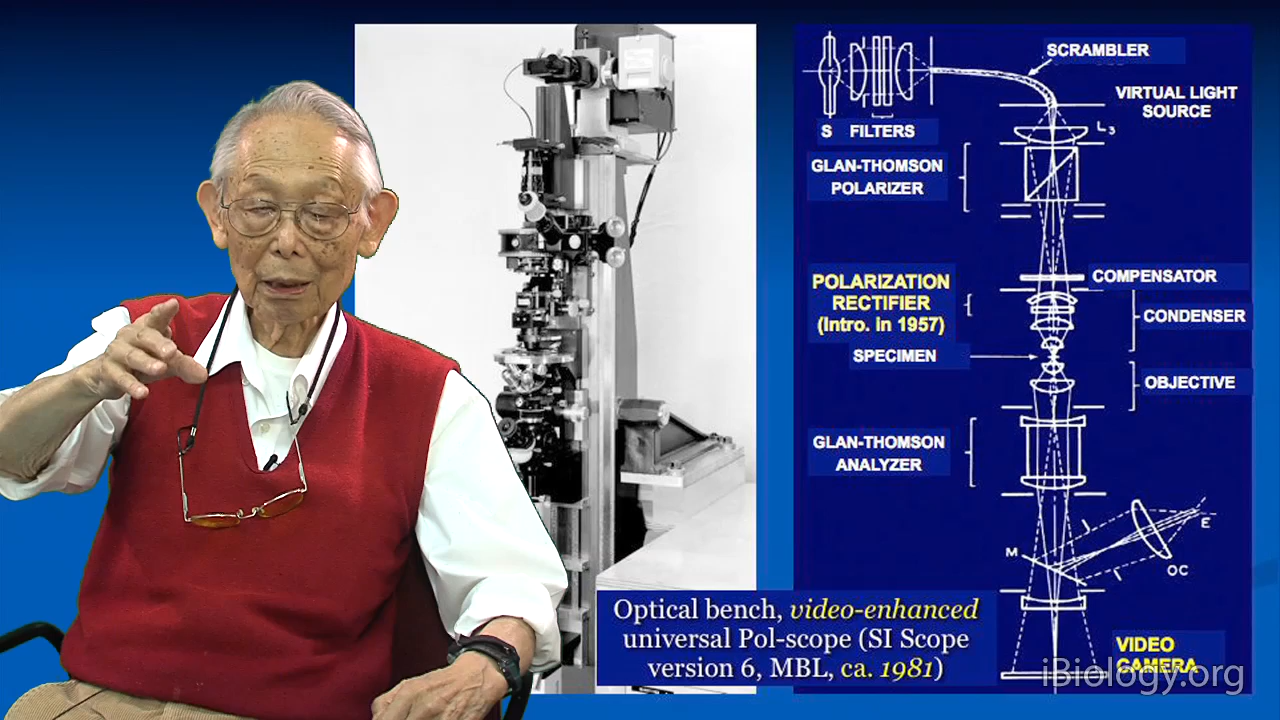 SCRAMBLER
VIRTUAL LIGHT
SOURCE
S FILTERS
L3
GLAN-THOMSON
POLARIZER
POLARIZATION
RECTIFIER
(Intro. in 1957)
COMPENSATOR
CONDENSER
SPECIMEN
OBJECTIVE
GLAN-THOMSON
ANALYZER
E
M
OC
Optical bench, video-enhanced
universal Pol-scope (SI Scope
version 6, MBL, ca. 1981)
VIDEO
CAMERA
iBiology.org